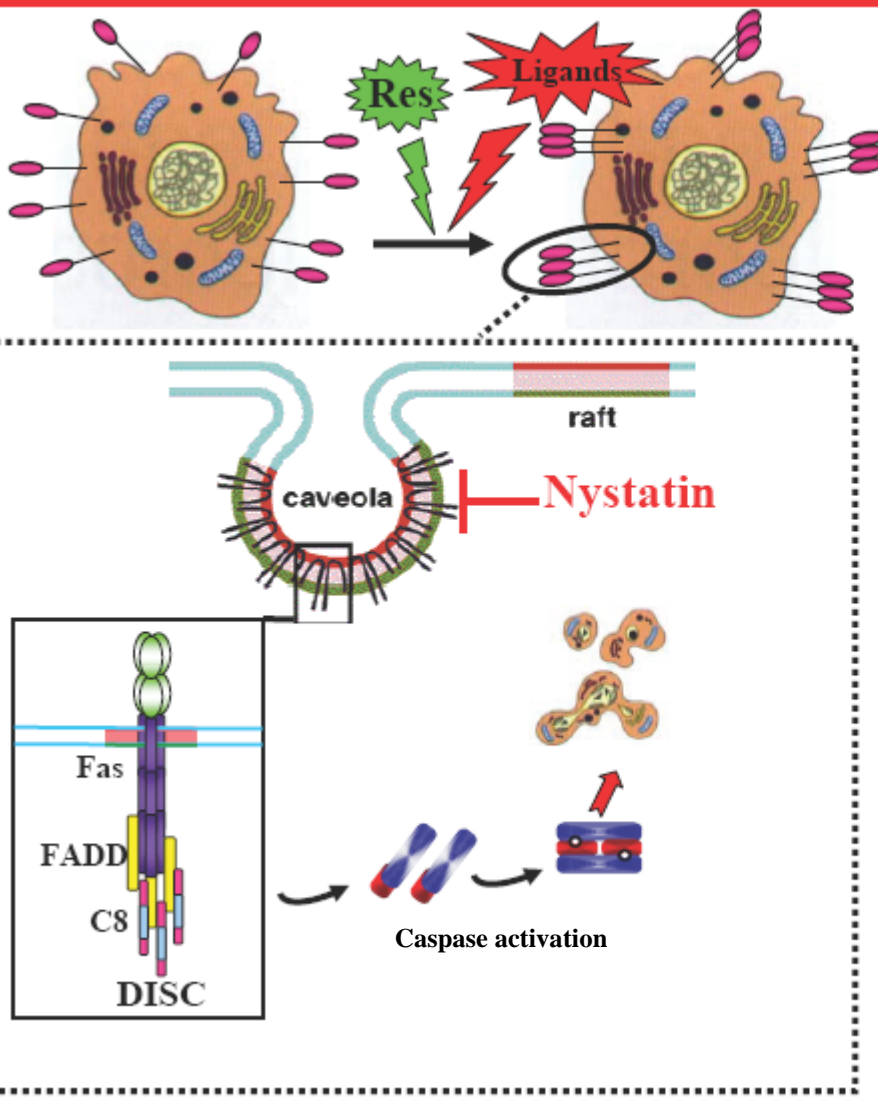 Res
Ligands
raft
caveola
Nystatin
Fas
FADD
C8
DISC
Caspase activation